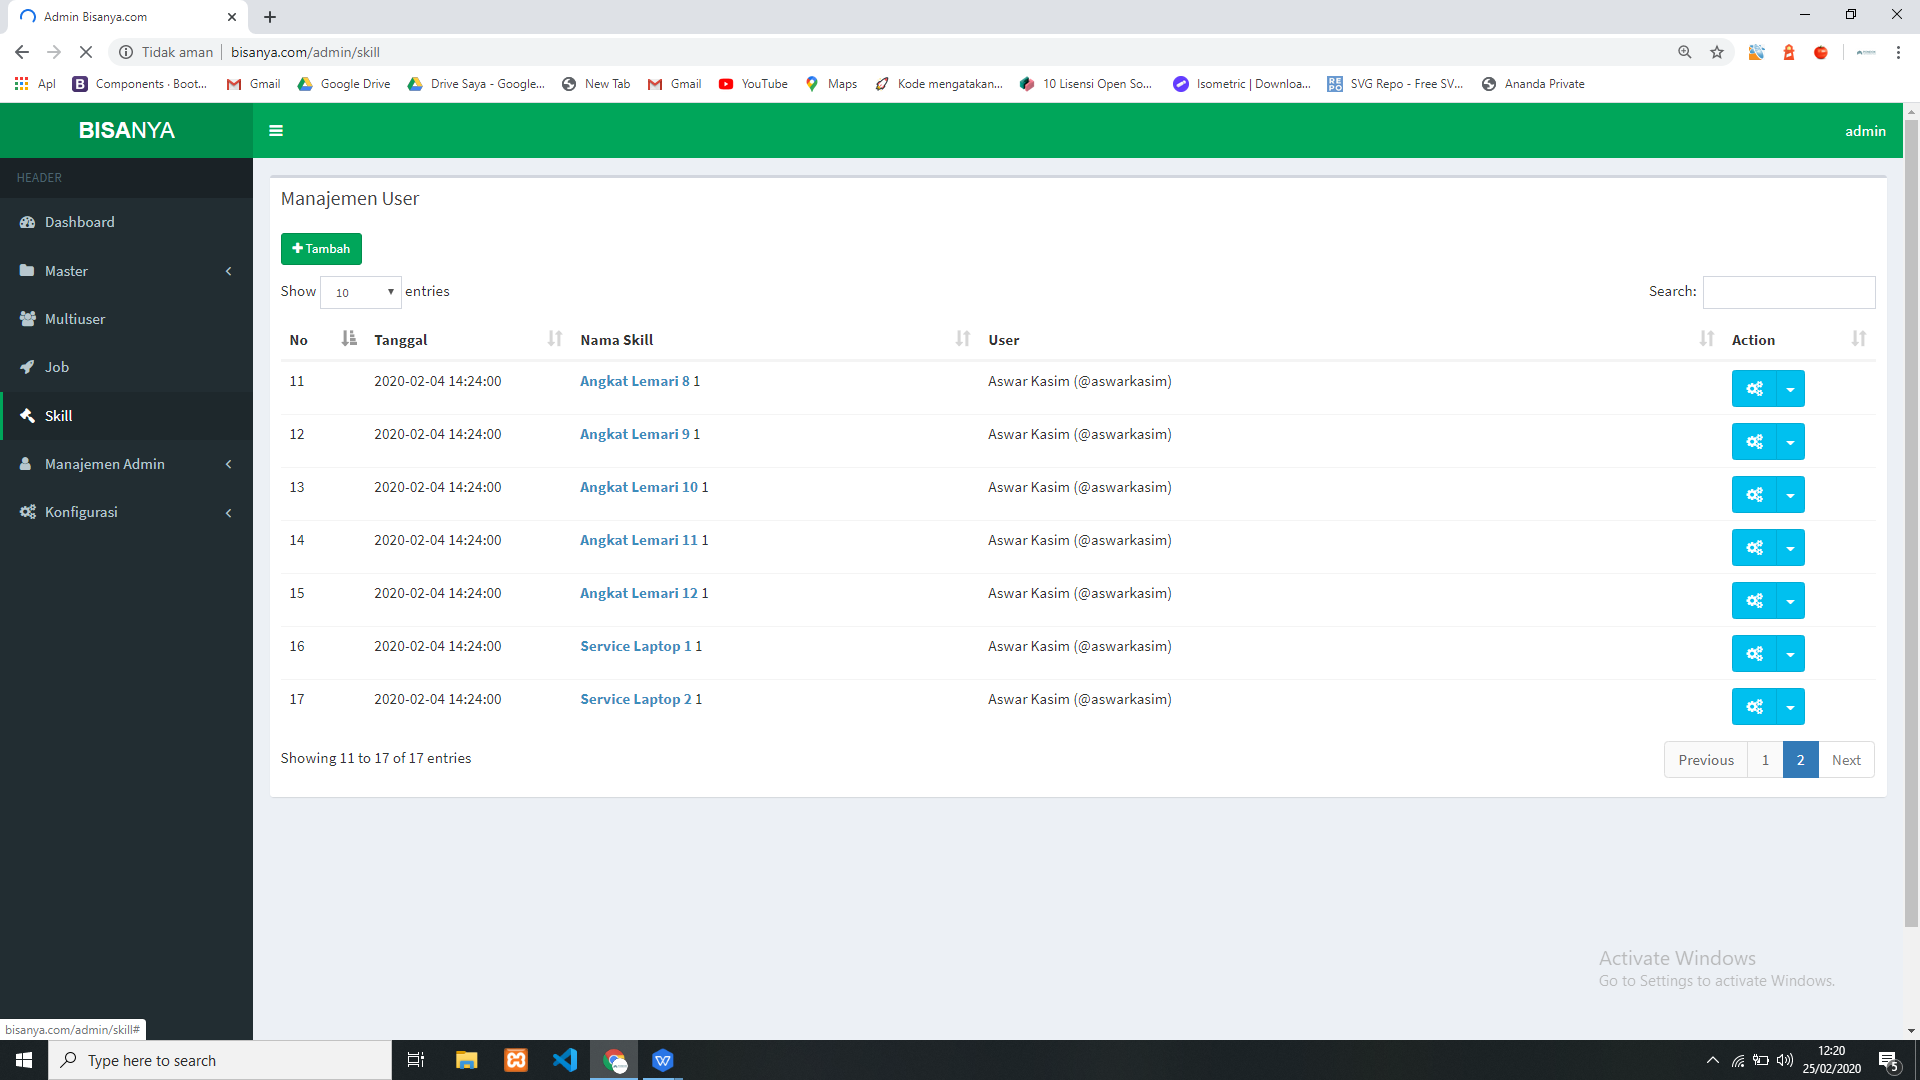 Admin Bisanya.com
Tidak aman | bisanya.com/admin/skill
Apl Components · Boot... Gmail Google Drive Drive Saya - Google... New Tab Gmail YouTube Maps Kode mengatakan... 10 Lisensi Open So... Isometric | Downloa... SVG Repo - Free SV... Ananda Private
BISANYA admin
HEADER
Dashboard
Master
Multiuser
Job
Skill
Manajemen Admin
Konfigurasi
Manajemen User
Tambah
Show 10 entries Search:
No Tanggal Nama Skill User Action
11 2020-02-04 14:24:00 Angkat Lemari 8 1 Aswar Kasim (@aswarkasim)
12 2020-02-04 14:24:00 Angkat Lemari 9 1 Aswar Kasim (@aswarkasim)
13 2020-02-04 14:24:00 Angkat Lemari 10 1 Aswar Kasim (@aswarkasim)
14 2020-02-04 14:24:00 Angkat Lemari 11 1 Aswar Kasim (@aswarkasim)
15 2020-02-04 14:24:00 Angkat Lemari 12 1 Aswar Kasim (@aswarkasim)
16 2020-02-04 14:24:00 Service Laptop 1 1 Aswar Kasim (@aswarkasim)
17 2020-02-04 14:24:00 Service Laptop 2 1 Aswar Kasim (@aswarkasim)
Showing 11 to 17 of 17 entries Previous 1 2 Next
Activate Windows
Go to Settings to activate Windows.
bisanya.com/admin/skill#
Type here to search
12:20
25/02/2020
5